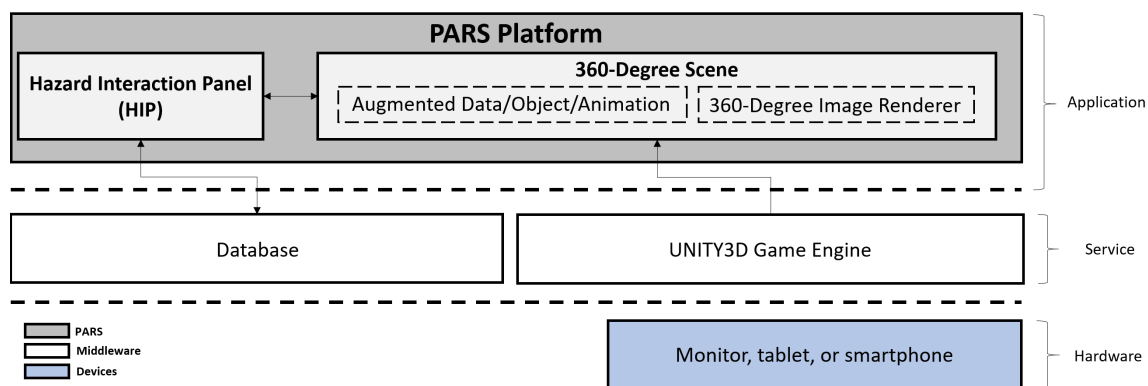 PARS Platform
Hazard Interaction Panel
(HIP)
360-Degree Scene
Augmented Data/Object/Animation
360-Degree Image Renderer
Application
Database
UNITY3D Game Engine
Service
PARS
Middleware
Devices
Monitor, tablet, or smartphone
Hardware